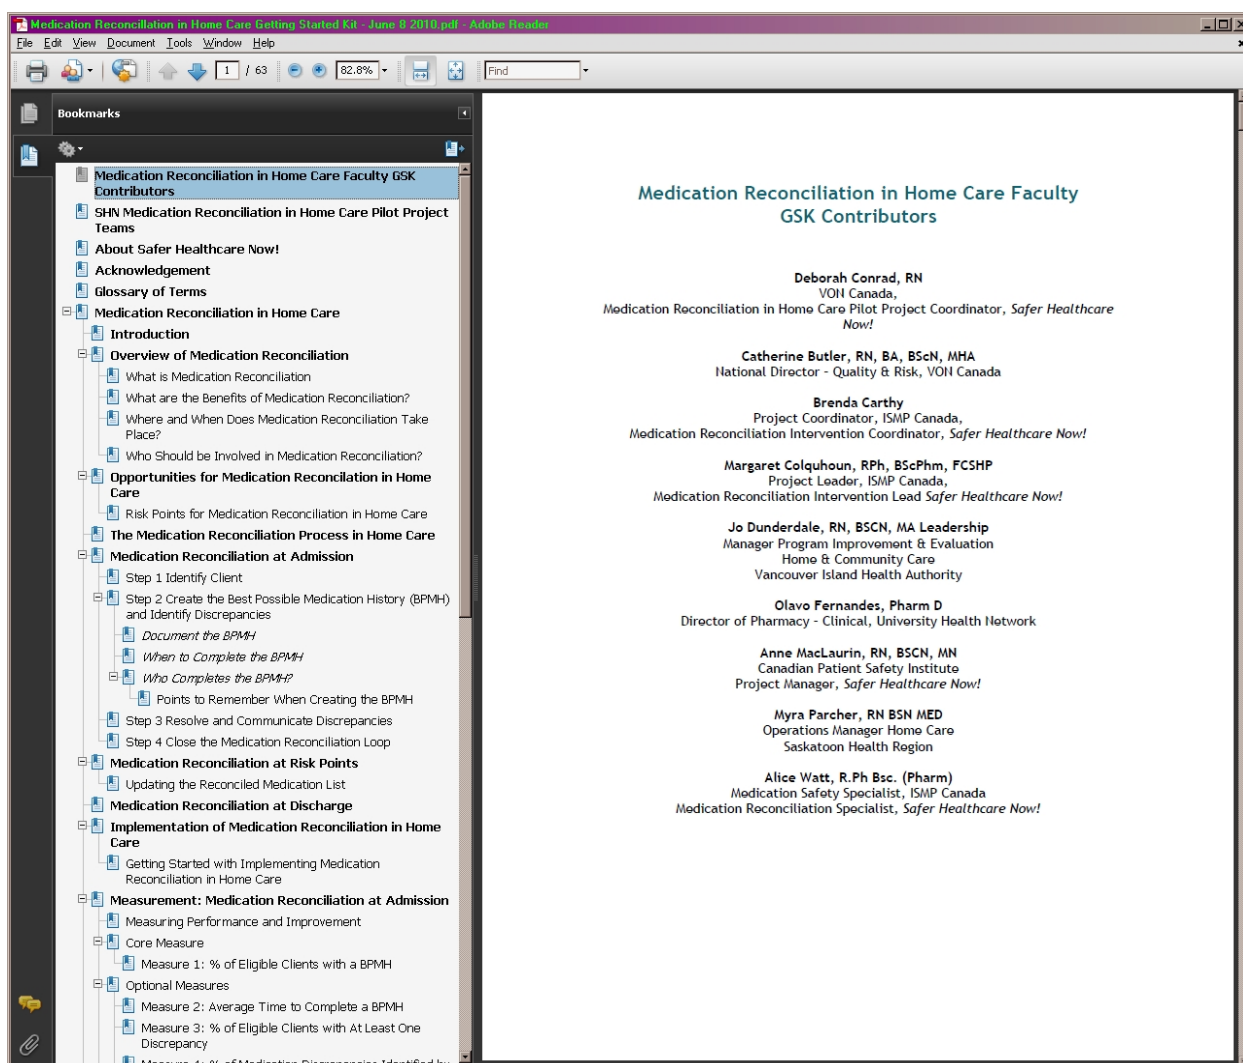 Medication Reconcillation in Home Care Getting Started Kit - June 8 2010.pdf - Adobe Reader
File Edit View Document Tools Window Help
1 / 63 82.8% Find
Bookmarks
Medication Reconciliation in Home Care Faculty GSK
Contributors
SHN Medication Reconciliation in Home Care Pilot Project
Teams
About Safer Healthcare Now!
Acknowledgement
Glossary of Terms
Medication Reconciliation in Home Care
Introduction
Overview of Medication Reconciliation
What is Medication Reconciliation
What are the Benefits of Medication Reconciliation?
Where and When Does Medication Reconciliation Take
Place?
Who Should be Involved in Medication Reconciliation?
Opportunities for Medication Reconcilation in Home
Care
Risk Points for Medication Reconciliation in Home Care
The Medication Reconciliation Process in Home Care
Medication Reconciliation at Admission
Step 1 Identify Client
Step 2 Create the Best Possible Medication History (BPMH)
and Identify Discrepancies
Document the BPMH
When to Complete the BPMH
Who Completes the BPMH?
Points to Remember When Creating the BPMH
Step 3 Resolve and Communicate Discrepancies
Step 4 Close the Medication Reconciliation Loop
Medication Reconciliation at Risk Points
Updating the Reconciled Medication List
Medication Reconciliation at Discharge
Implementation of Medication Reconciliation in Home
Care
Getting Started with Implementing Medication
Reconciliation in Home Care
Measurement: Medication Reconciliation at Admission
Measuring Performance and Improvement
Core Measure
Measure 1: % of Eligible Clients with a BPMH
Optional Measures
Measure 2: Average Time to Complete a BPMH
Measure 3: % of Eligible Clients with At Least One
Discrepancy
Measure 4: % of Medication Discrepancies Identified by
Medication Reconciliation in Home Care Faculty
GSK Contributors
Deborah Conrad, RN
VON Canada,
Medication Reconciliation in Home Care Pilot Project Coordinator, Safer Healthcare
Now!
Catherine Butler, RN, BA, BScN, MHA
National Director - Quality & Risk, VON Canada
Brenda Carthy
Project Coordinator, ISMP Canada,
Medication Reconciliation Intervention Coordinator, Safer Healthcare Now!
Margaret Colquhoun, RPh, BScPhm, FCSHP
Project Leader, ISMP Canada,
Medication Reconciliation Intervention Lead Safer Healthcare Now!
Jo Dunderdale, RN, BSCN, MA Leadership
Manager Program Improvement & Evaluation
Home & Community Care
Vancouver Island Health Authority
Olavo Fernandes, Pharm D
Director of Pharmacy - Clinical, University Health Network
Anne MacLaurin, RN, BSCN, MN
Canadian Patient Safety Institute
Project Manager, Safer Healthcare Now!
Myra Parcher, RN BSN MED
Operations Manager Home Care
Saskatoon Health Region
Alice Watt, R.Ph Bsc. (Pharm)
Medication Safety Specialist, ISMP Canada
Medication Reconciliation Specialist, Safer Healthcare Now!